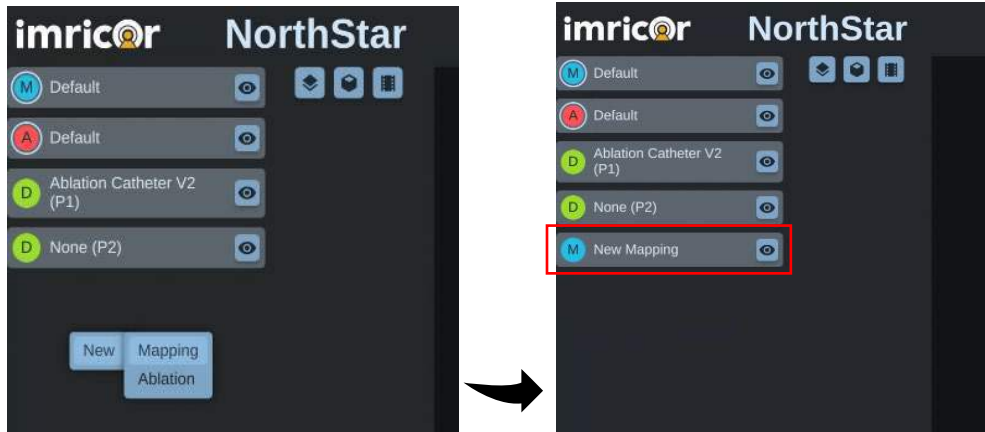 imricor NorthStar
M Default
A Default
D Ablation Catheter V2
(P1)
D None (P2)
New Mapping
Ablation
imricor NorthStar
M Default
A Default
D Ablation Catheter V2
(P1)
D None (P2)
M New Mapping